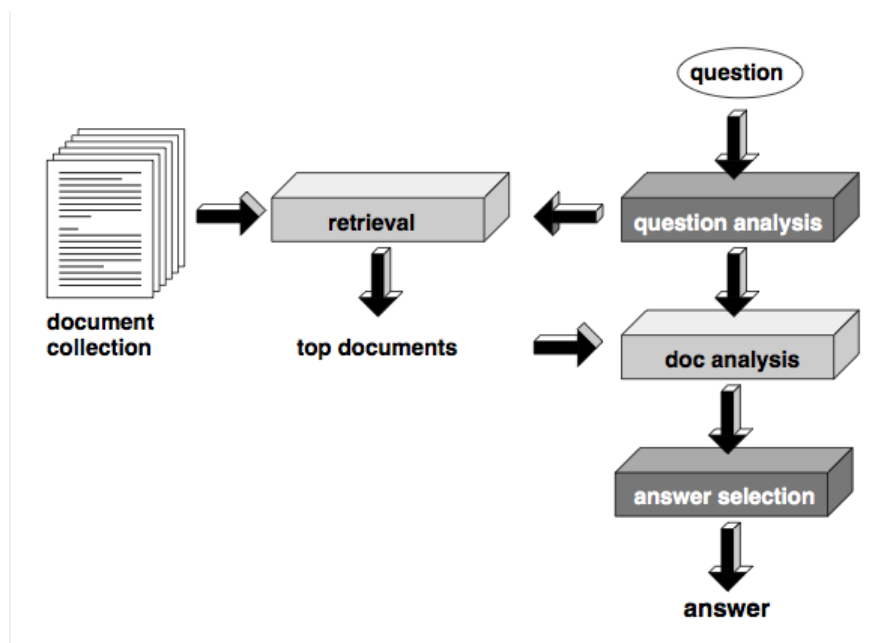 question
retrieval
question analysis
document
collection
top documents
doc analysis
answer selection
answer